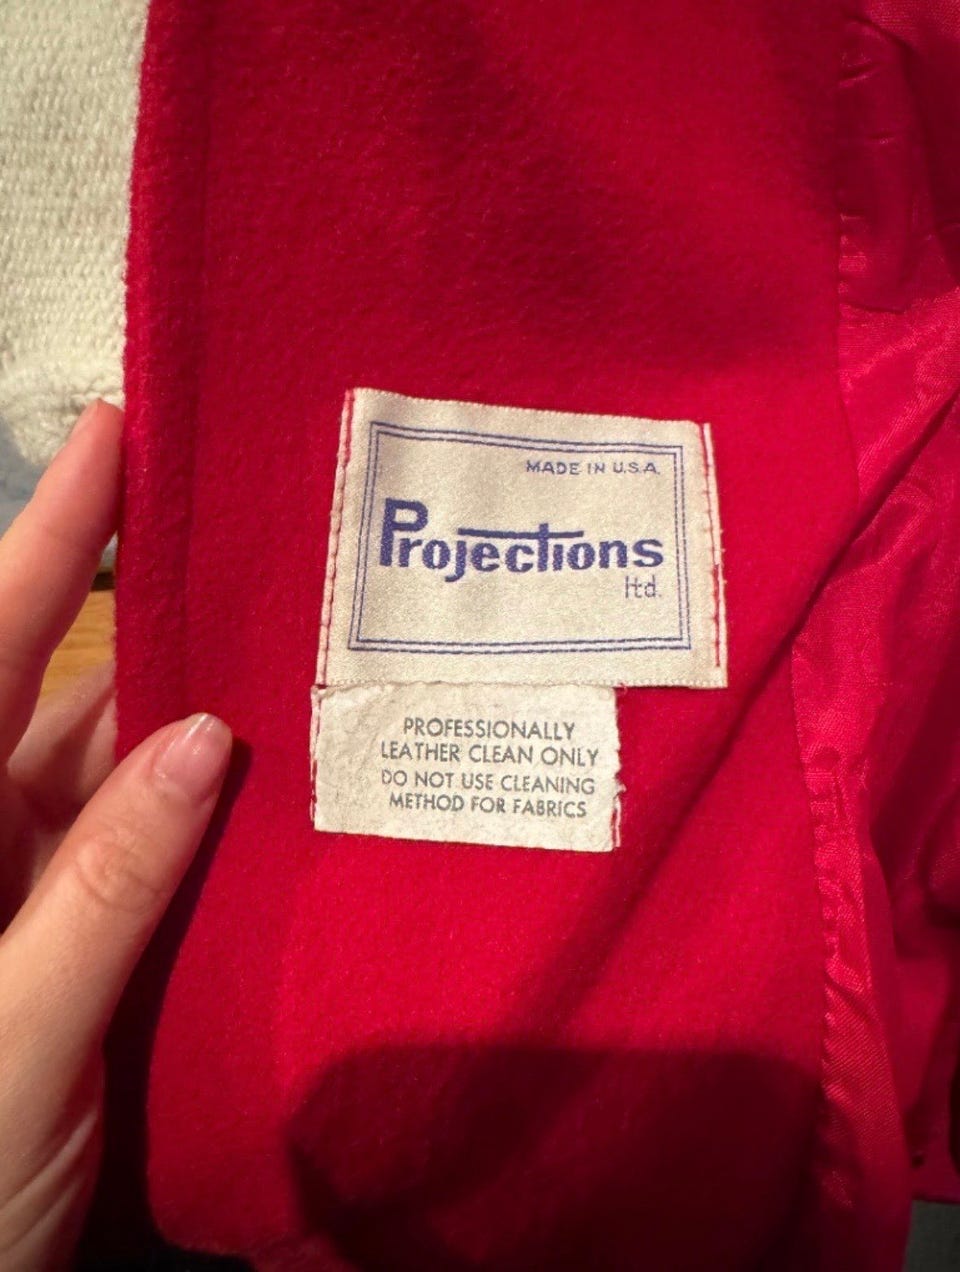 MADE IN U.S.A.
Projections
ltd.
PROFESSIONALLY
LEATHER CLEAN ONLY
DO NOT USE CLEANING
METHOD FOR FABRICS